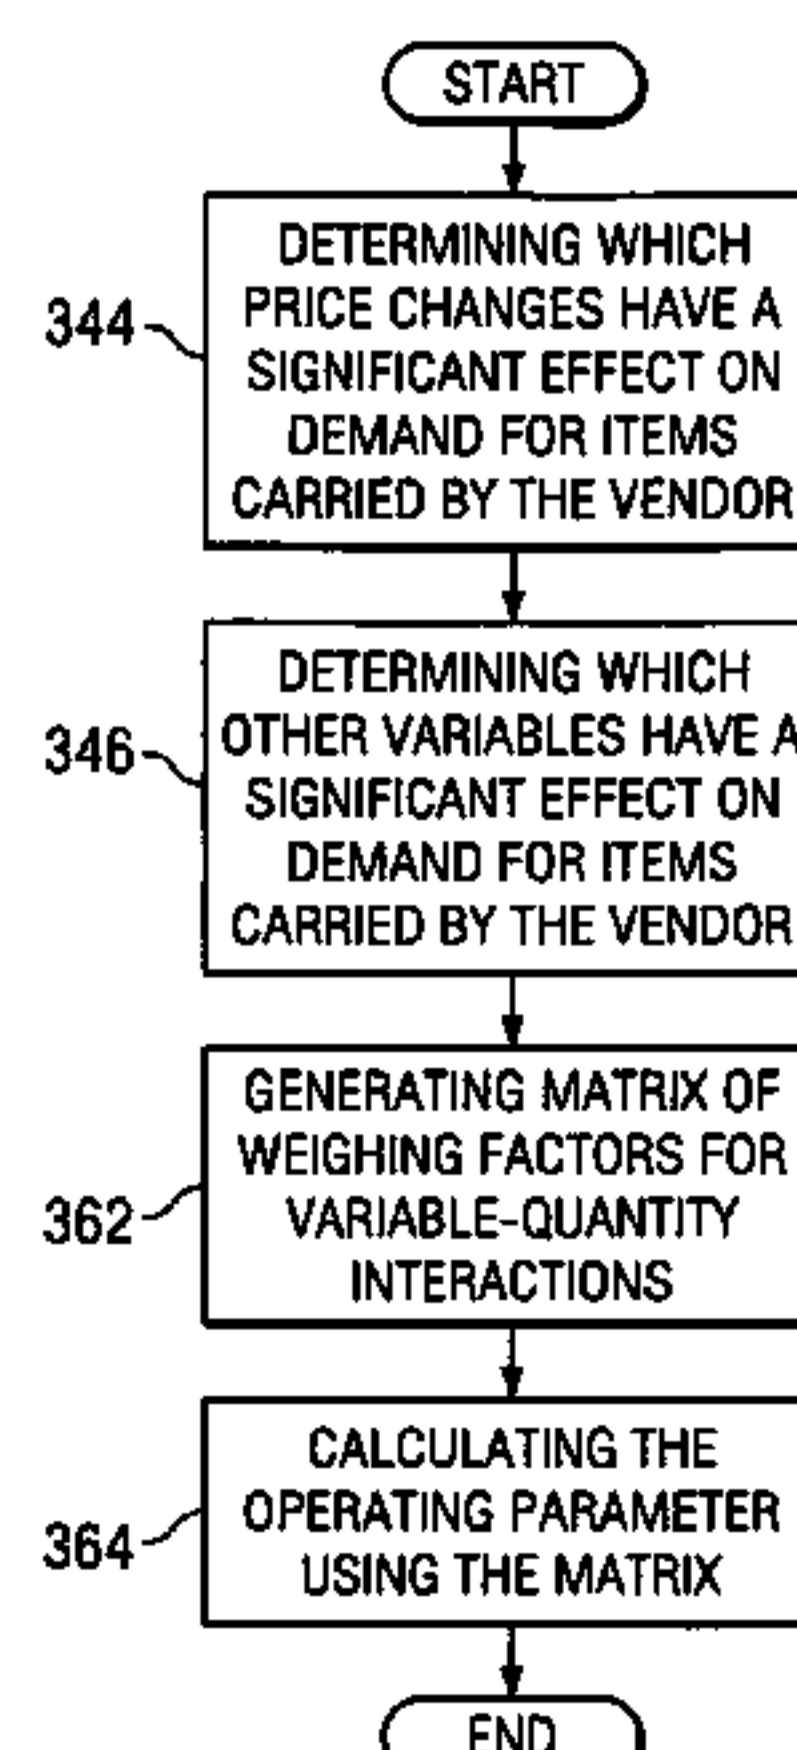 START
344
DETERMINING WHICH
PRICE CHANGES HAVE A
SIGNIFICANT EFFECT ON
DEMAND FOR ITEMS
CARRIED BY THE VENDOR
346
DETERMINING WHICH
OTHER VARIABLES HAVE A
SIGNIFICANT EFFECT ON
DEMAND FOR ITEMS
CARRIED BY THE VENDOR
362
GENERATING MATRIX OF
WEIGHING FACTORS FOR
VARIABLE-QUANTITY
INTERACTIONS
364
CALCULATING THE
OPERATING PARAMETER
USING THE MATRIX
END